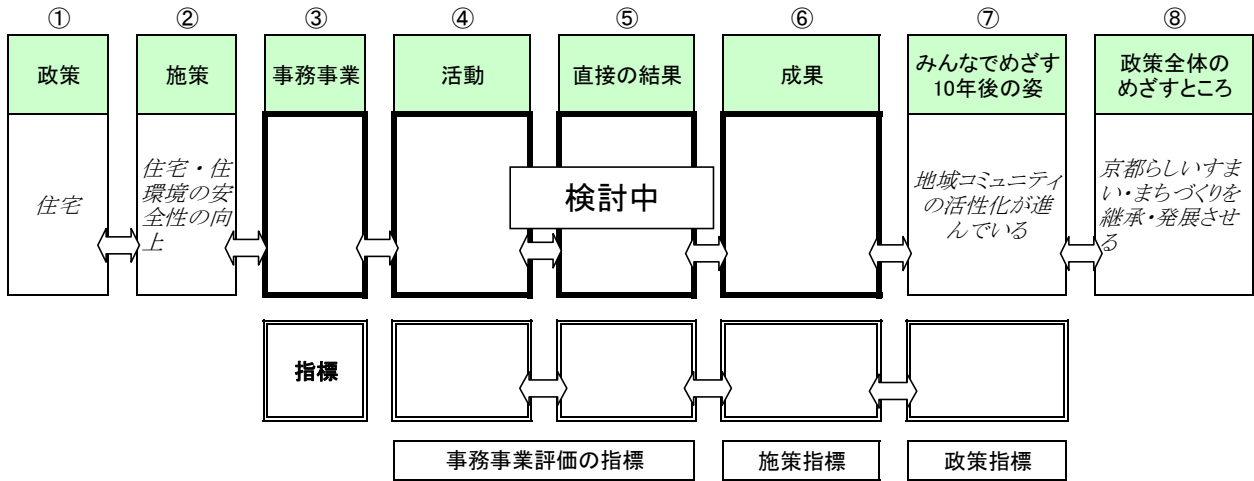 ① ② ③ ④ ⑤ ⑥ ⑦ ⑧
政策
施策
事務事業
活動
直接の結果
成果
みんなでめざす
10年後の姿
政策全体の
めざすところ
住宅
住宅・住
環境の安
全性の向
上
検討中
地域コミュニティ
の活性化が進
んでいる
京都らしいすま
い・まちづくりを
継承・発展させ
る
指標
事務事業評価の指標
施策指標
政策指標